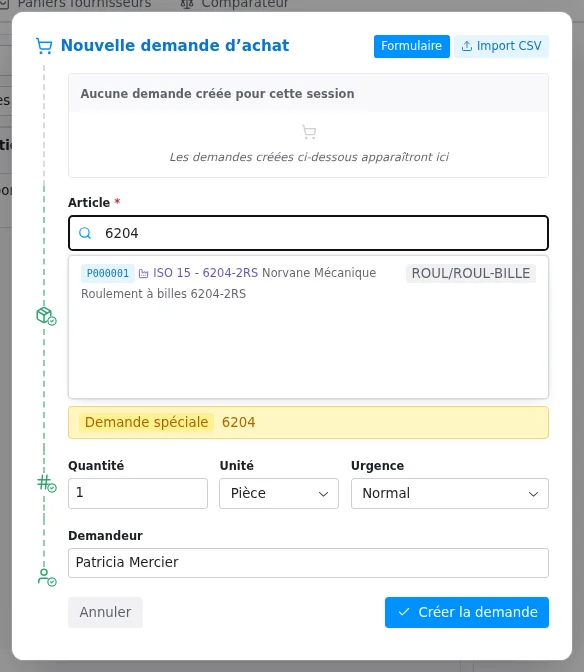 Paniers fournisseurs Comparateur
Nouvelle demande d’achat Formulaire Import CSV
Aucune demande créée pour cette session
Les demandes créées ci-dessous apparaîtront ici
Article *
6204
P000001 ISO 15 - 6204-2RS Norvane Mécanique ROUL/ROUL-BILLE
Roulement à billes 6204-2RS
Demande spéciale 6204
Quantité Unité Urgence
1 Pièce Normal
Demandeur
Patricia Mercier
Annuler Créer la demande